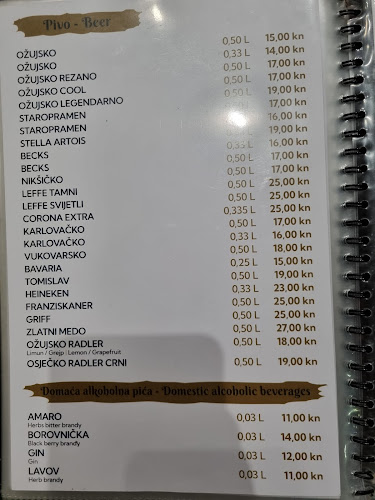 Pivo - Beer
OŽUJSKO 0,50 L 15,00 kn
OŽUJSKO 0,33 L 14,00 kn
OŽUJSKO REZANO 0,50 L 17,00 kn
OŽUJSKO COOL 0,50 L 17,00 kn
OŽUJSKO LEGENDARNO 0,50 L 19,00 kn
STAROPRAMEN 0,50 L 17,00 kn
STAROPRAMEN 0,33 L 16,00 kn
STELLA ARTOIS 0,50 L 19,00 kn
BECKS 0,33 L 16,00 kn
BECKS 0,50 L 17,00 kn
NIKŠIČKO 0,50 L 17,00 kn
LEFFE TAMNI 0,50 L 25,00 kn
LEFFE SVIJETLI 0,50 L 25,00 kn
CORONA EXTRA 0,335 L 25,00 kn
KARLOVAČKO 0,50 L 17,00 kn
KARLOVAČKO 0,33 L 16,00 kn
VUKOVARSKO 0,50 L 18,00 kn
BAVARIA 0,25 L 15,00 kn
TOMISLAV 0,50 L 19,00 kn
HEINEKEN 0,33 L 23,00 kn
FRANZISKANER 0,50 L 25,00 kn
GRIFF 0,50 L 25,00 kn
ZLATNI MEDO 0,50 L 27,00 kn
OŽUJSKO RADLER 0,50 L 18,00 kn
Limun / Grejp | Lemon / Grapefruit
OSJEČKO RADLER CRNI 0,50 L 19,00 kn
Domaća alkoholna pića - Domestic alcoholic beverages
AMARO 0,03 L 11,00 kn
Herbs bitter brandy
BOROVNIČKA 0,03 L 14,00 kn
Black berry brandy
GIN 0,03 L 12,00 kn
Gin
LAVOV 0,03 L 11,00 kn
Herb brandy